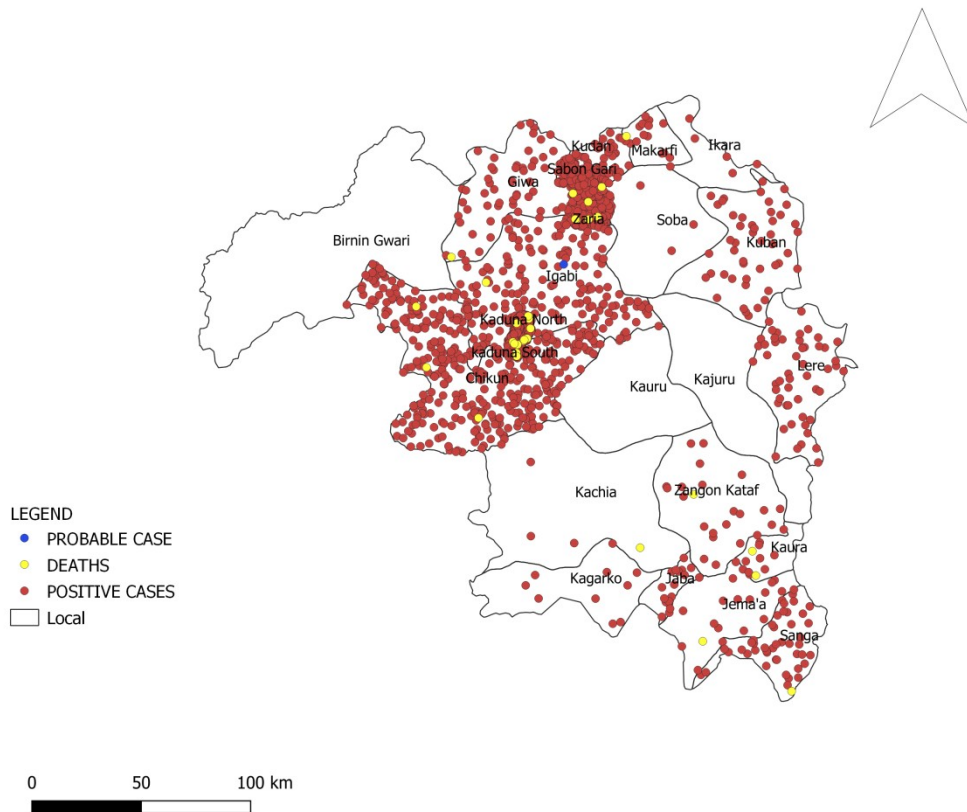 Kudan
Makarfi
Ikara
Sabon Gari
Giwa
Zaria
Soba
Birnin Gwari
Kuban
Igabi
Kaduna North
kaduna South
Chikun
Kauru
Kajuru
Lere
Kachia
Zangon Kataf
Kaura
Kagarko
Jaba
Jema'a
Sanga
LEGEND
PROBABLE CASE
DEATHS
POSITIVE CASES
Local
0 50 100 km